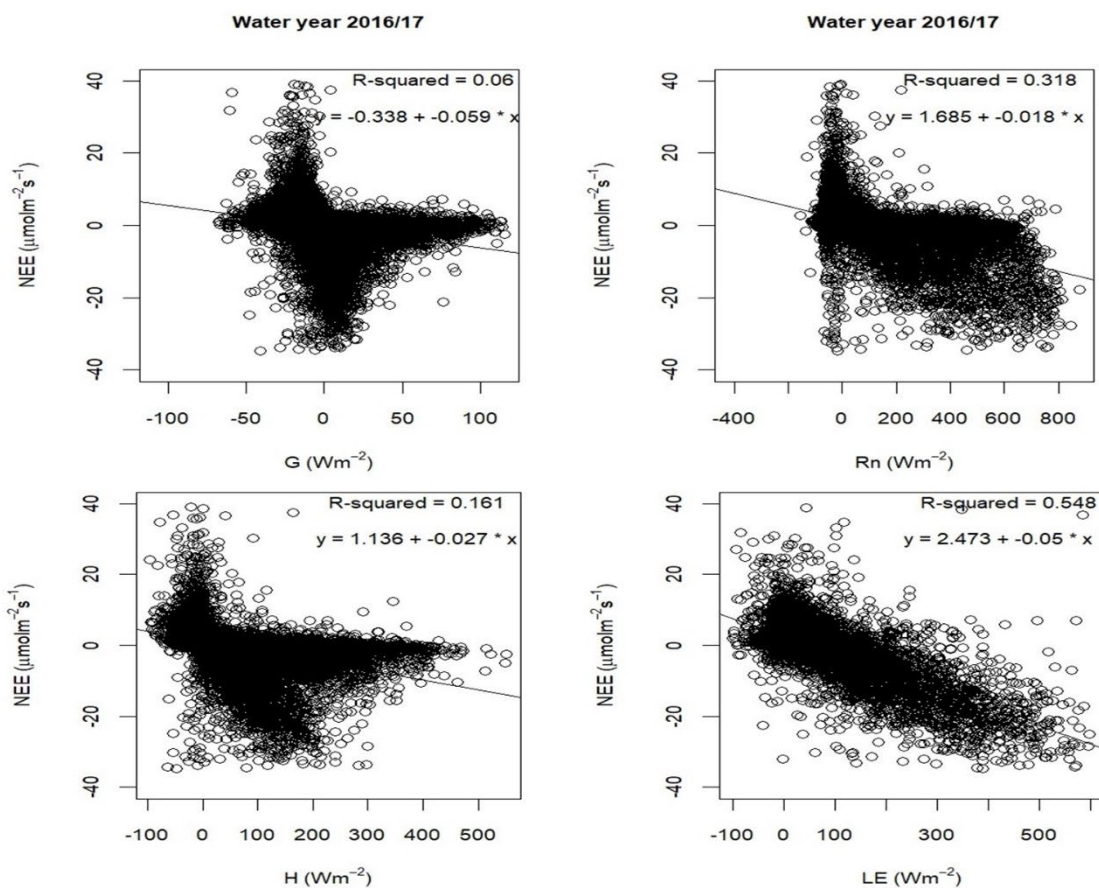 Water year 2016/17
R-squared = 0.06
y = -0.338 + -0.059 * x
NEE (μmolm⁻²s⁻¹)
40
20
0
-20
-40
-100 -50 0 50 100
G (Wm⁻²)
Water year 2016/17
R-squared = 0.318
y = 1.685 + -0.018 * x
NEE (μmolm⁻²s⁻¹)
40
20
0
-20
-40
-400 0 200 400 600 800
Rn (Wm⁻²)
R-squared = 0.161
y = 1.136 + -0.027 * x
NEE (μmolm⁻²s⁻¹)
40
20
0
-20
-40
-100 0 100 200 300 400 500
H (Wm⁻²)
R-squared = 0.548
y = 2.473 + -0.05 * x
NEE (μmolm⁻²s⁻¹)
40
20
0
-20
-40
-100 0 100 300 500
LE (Wm⁻²)